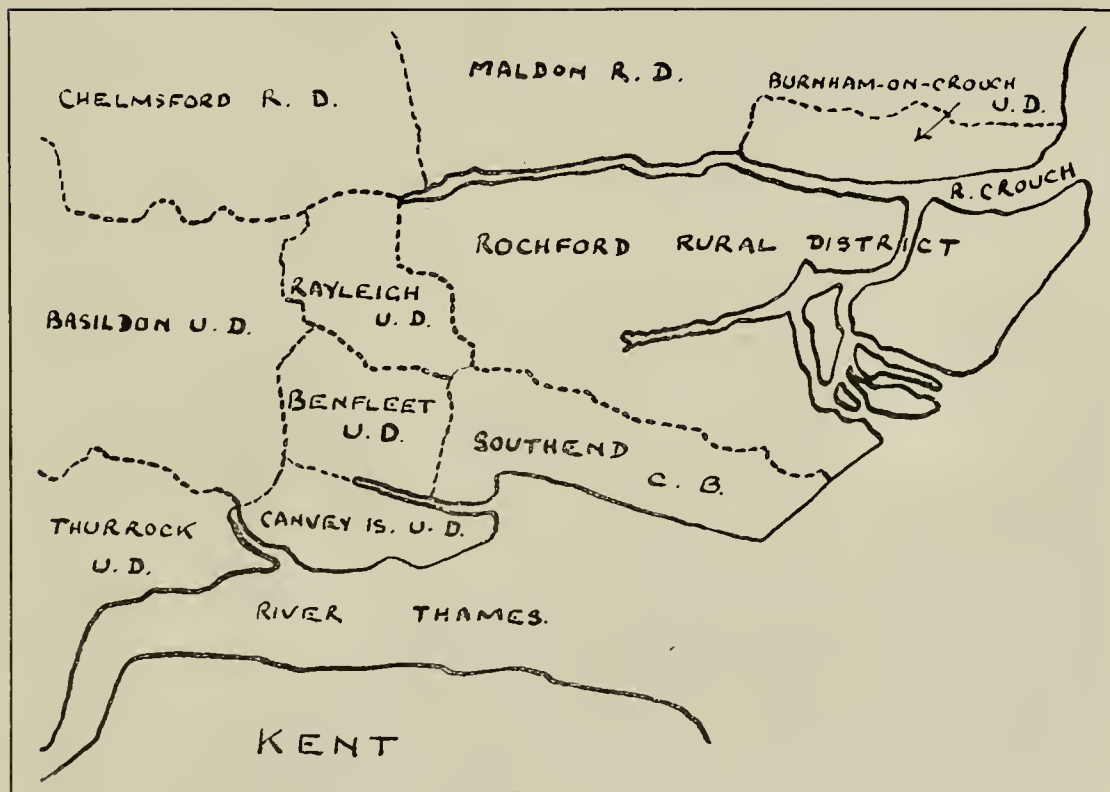 MALDON R.D.
CHELMSFORD R. D.
BURNHAM-ON-CROUCH
U.D.
R. CROUCH
ROCHFORD RURAL DISTRICT
RAYLEIGH
U.D.
BASILDON U.D.
BENFLEET
U.D.
SOUTHEND
C. B.
THURROCK
U.D.
CANVEY IS. U.D.
RIVER THAMES.
KENT